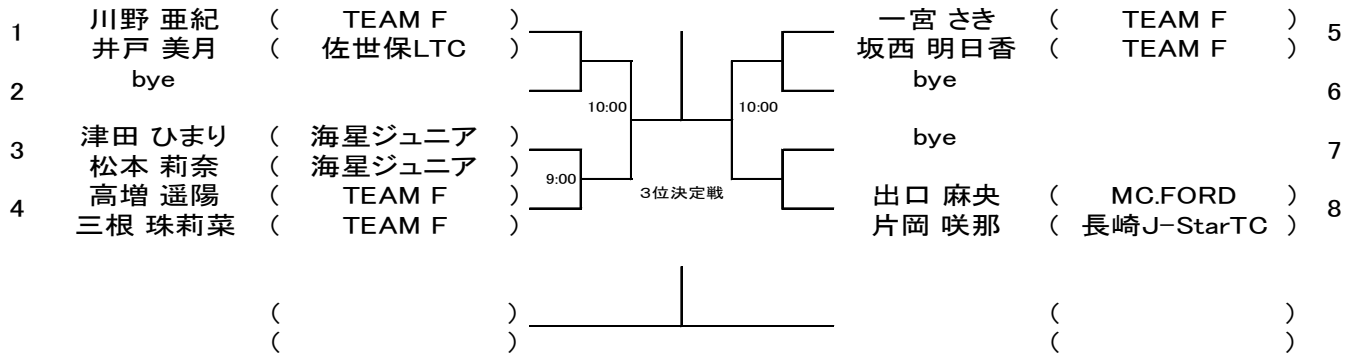 1 川野 亜紀 ( TEAM F )
井戸 美月 ( 佐世保LTC )
2 bye
3 津田 ひまり ( 海星ジュニア )
松本 莉奈 ( 海星ジュニア )
4 高増 遥陽 ( TEAM F )
三根 珠莉菜 ( TEAM F )
10:00
9:00
10:00
3位決定戦
一宮 さき ( TEAM F ) 5
坂西 明日香 ( TEAM F )
bye 6
bye 7
出口 麻央 ( MC.FORD ) 8
片岡 咲那 ( 長崎J-StarTC )
( ) ( )
( ) ( )